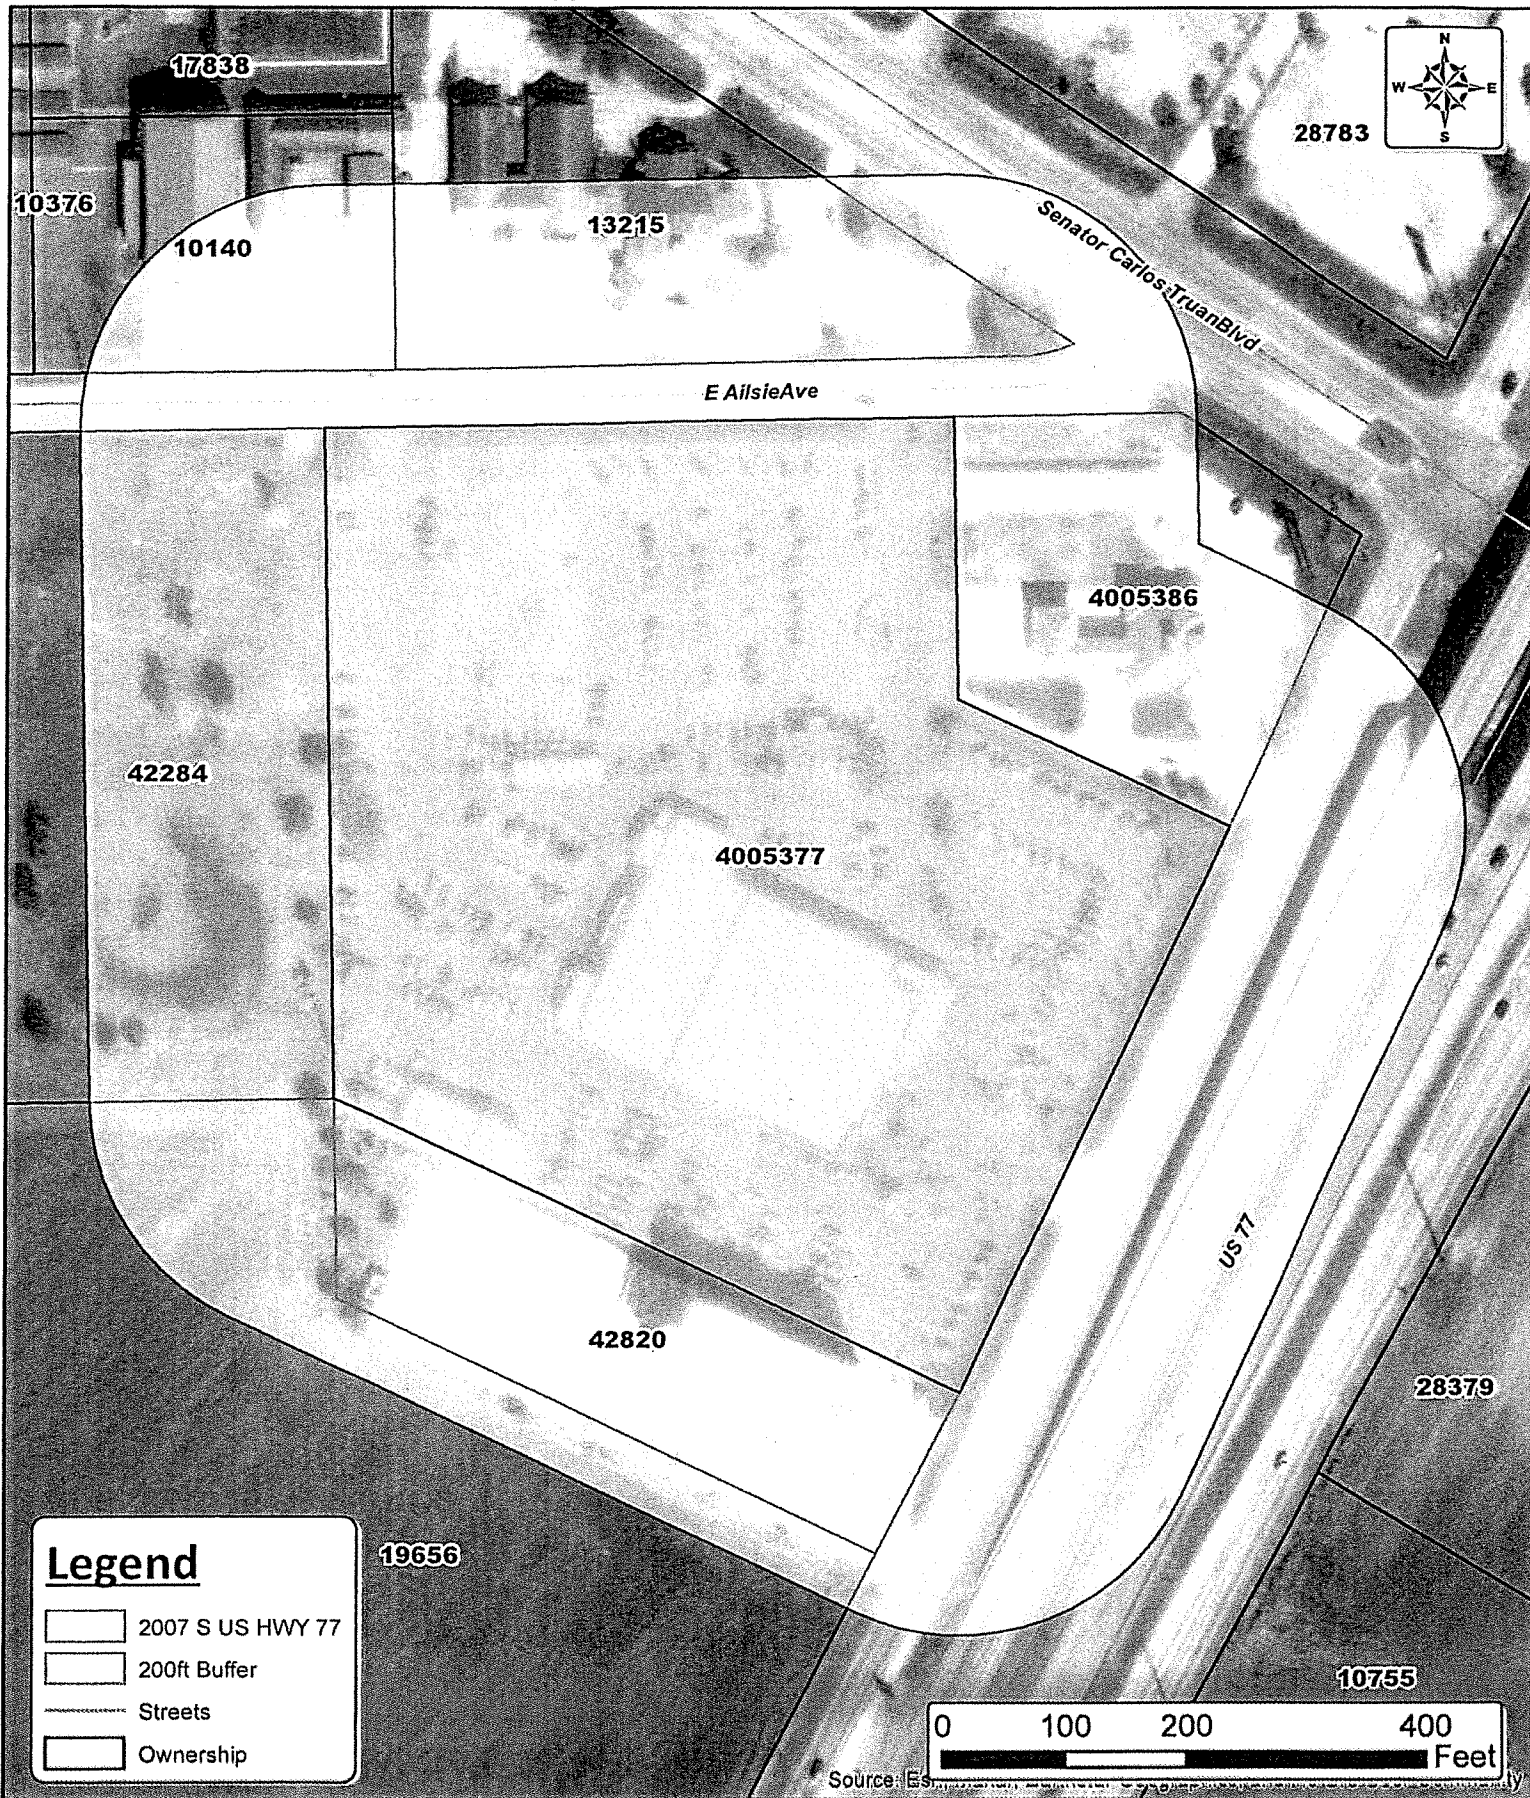 17838
N
W E
S
28783
10376
10140
13215
Senator Carlos TruanBlvd
E AilsieAve
4005386
42284
4005377
US 77
42820
28379
19656
Legend
2007 S US HWY 77
200ft Buffer
Streets
Ownership
10755
0 100 200 400
Feet
Source: Esri,